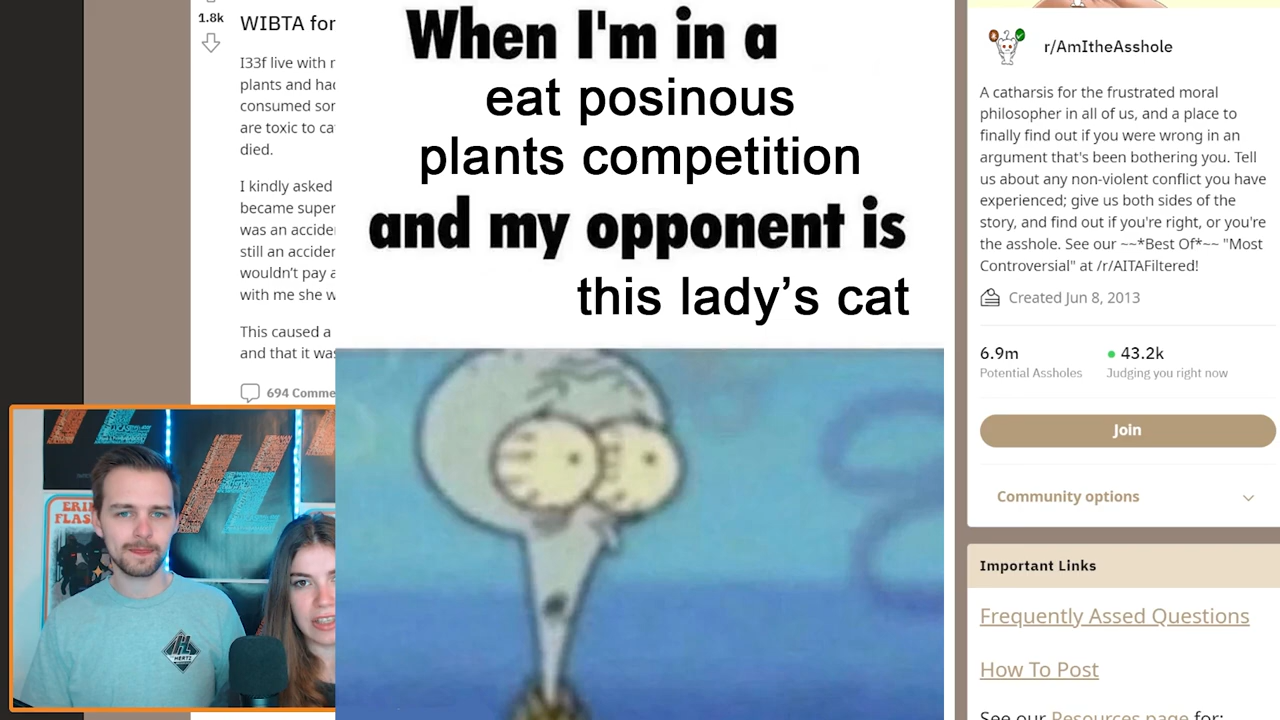 1.8k
WIBTA for
I33f live with
plants and had
consumed
are toxic to
died.
I kindly asked
became super
was an
still an
wouldn't pay
with me she
This caused a
and that it was
694
When I'm in a
eat posinous
plants competition
and my opponent is
this lady's cat
r/AmItheAsshole
A catharsis for the frustrated moral
philosopher in all of us, and a place to
finally find out if you were wrong in an
argument that's been bothering you. Tell
us about any non-violent conflict you have
experienced; give us both sides of the
story, and find out if you're right, or you're
the asshole. See our ~~*Best Of*~~ "Most
Controversial" at /r/AITAFiltered!
Created Jun 8, 2013
6.9m
43.2k
Potential Assholes
Judging you right now
Join
Community options
Important Links
Frequently Assed Questions
How To Post
See our Resources page for:
HERTZ